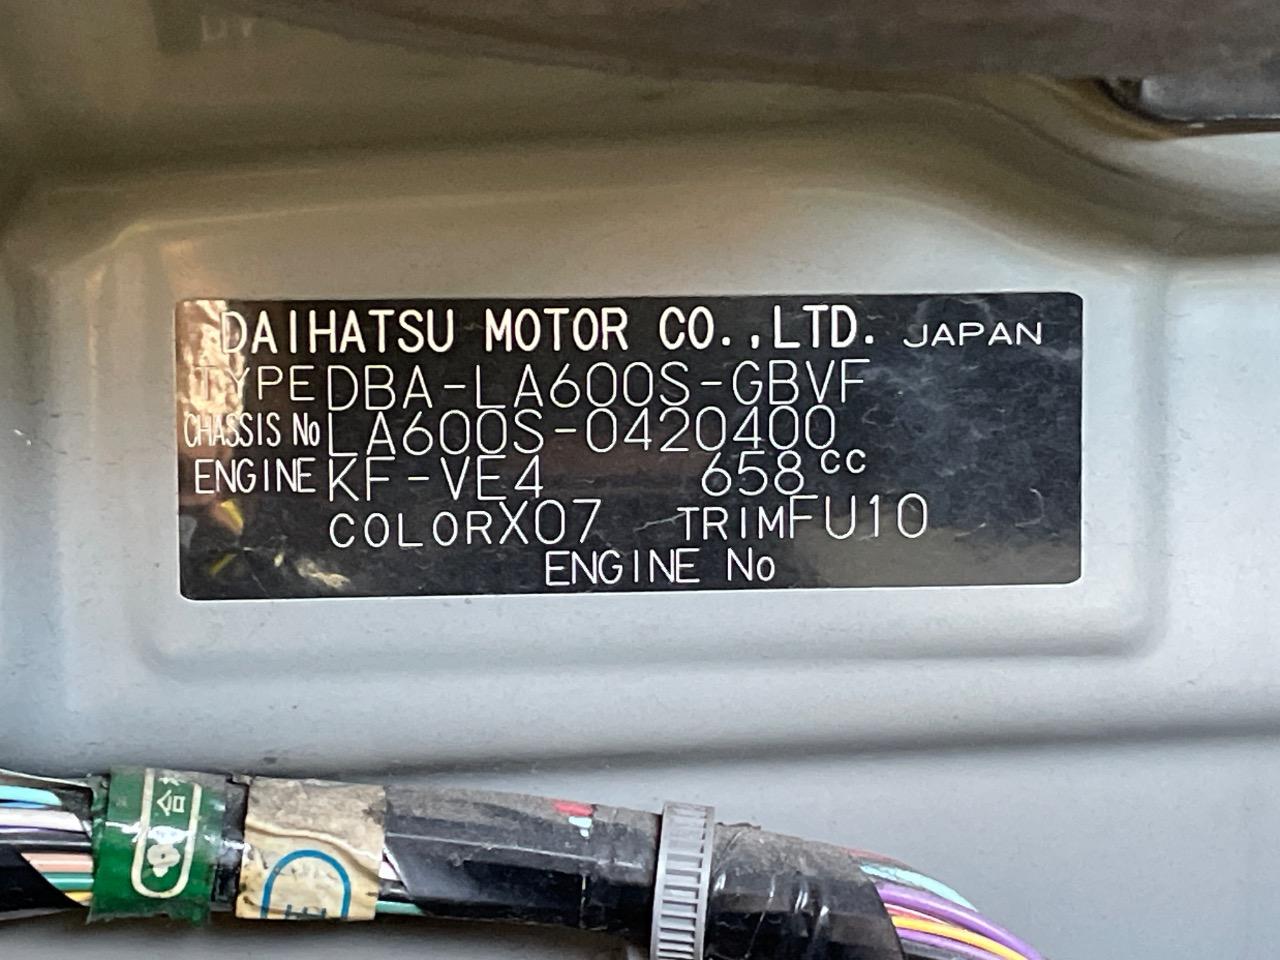 DAIHATSU MOTOR CO.,LTD. JAPAN
TYPE DBA-LA600S-GBVF
CHASSIS No LA600S-0420400
ENGINE KF-VE4 658cc
COLOR X07 TRIM FU10
ENGINE No
合